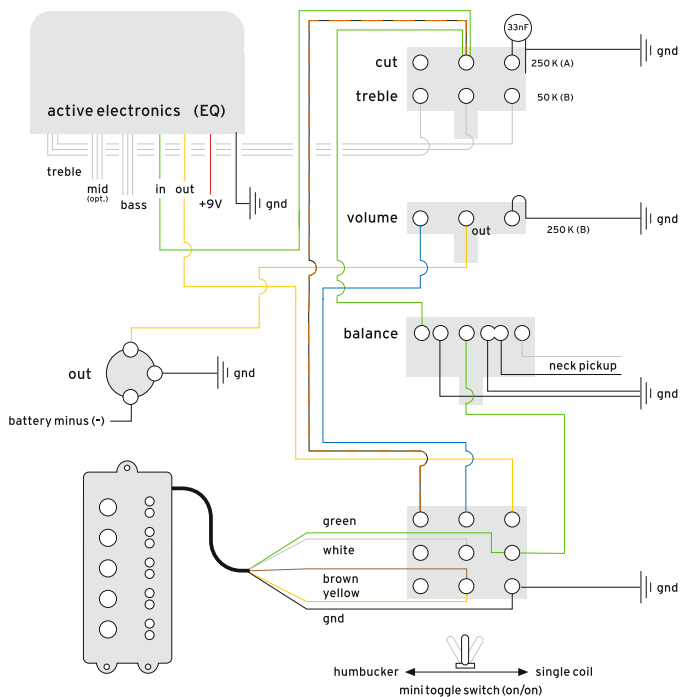 33nF
cut
250 K (A)
gnd
treble
50 K (B)
active electronics (EQ)
treble
mid
(opt.)
bass
in
out
+9V
gnd
volume
out
250 K (B)
gnd
balance
neck pickup
gnd
out
gnd
battery minus (-)
green
white
brown
yellow
gnd
gnd
humbucker
single coil
mini toggle switch (on/on)